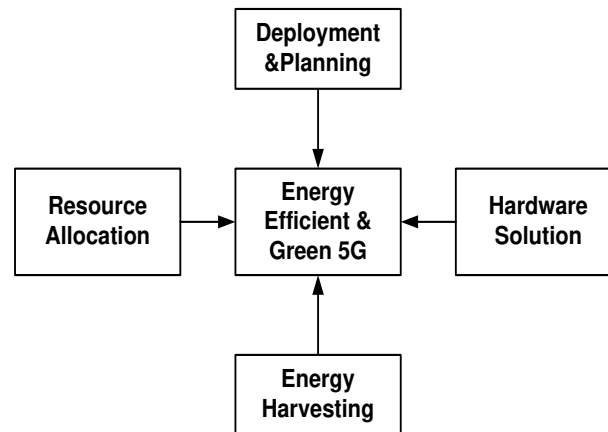 Deployment
&Planning
Resource
Allocation
Energy
Efficient &
Green 5G
Hardware
Solution
Energy
Harvesting